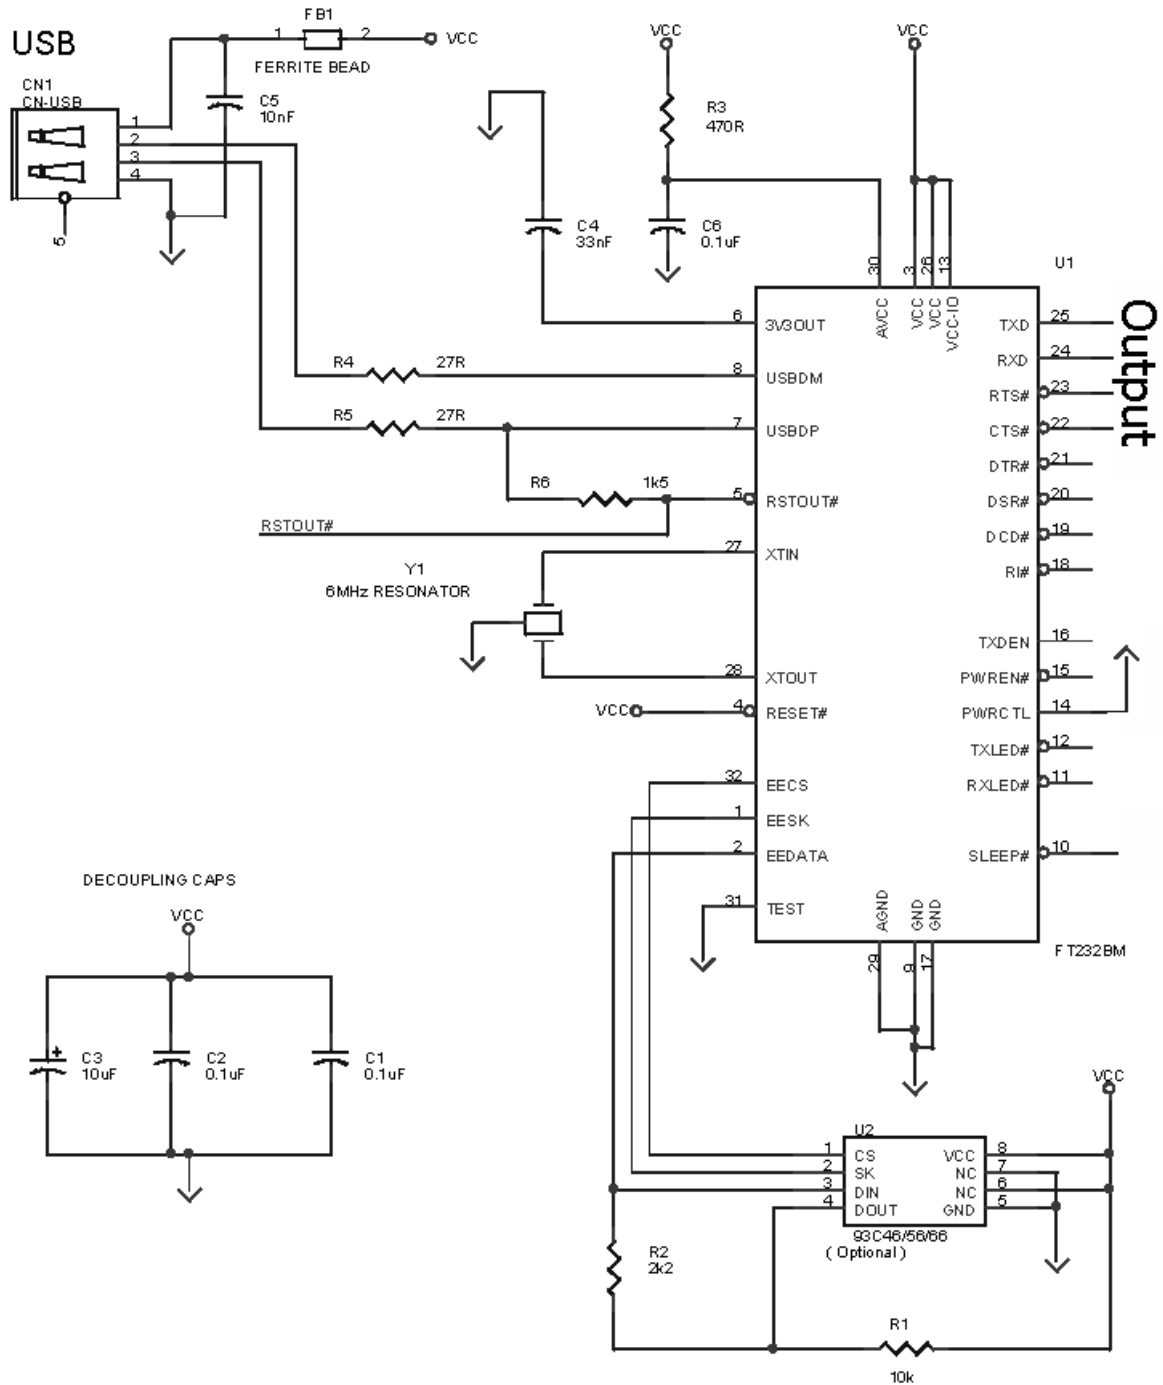 USB
CN1
CN-USB
1
2
3
4
5
FB1
1
2
VCC
FERRITE BEAD
C5
10nF
C4
33nF
VCC
R3
470R
C6
0.1uF
VCC
30
3
26
13
U1
AVCC
VCC
VCC
VCC-IO
6
3V3OUT
R4
27R
8
USBDM
R5
27R
7
USBDP
R6
1k5
5
RSTOUT#
RSTOUT#
27
XTIN
Y1
6MHz RESONATOR
28
XTOUT
VCC
4
RESET#
32
EECS
1
EESK
2
EEDATA
31
TEST
TXD
25
RXD
24
RTS#
23
CTS#
22
DTR#
21
DSR#
20
DCD#
19
RI#
18
TXDEN
16
PWREN#
15
PWRCTL
14
TXLED#
12
RXLED#
11
SLEEP#
10
Output
AGND
GND
GND
29
9
17
FT232BM
DECOUPLING CAPS
VCC
C3
10uF
+
C2
0.1uF
C1
0.1uF
VCC
U2
1
CS
VCC
8
2
SK
NC
7
3
DIN
NC
6
4
DOUT
GND
5
93C46/56/66
( Optional )
R2
2k2
R1
10k